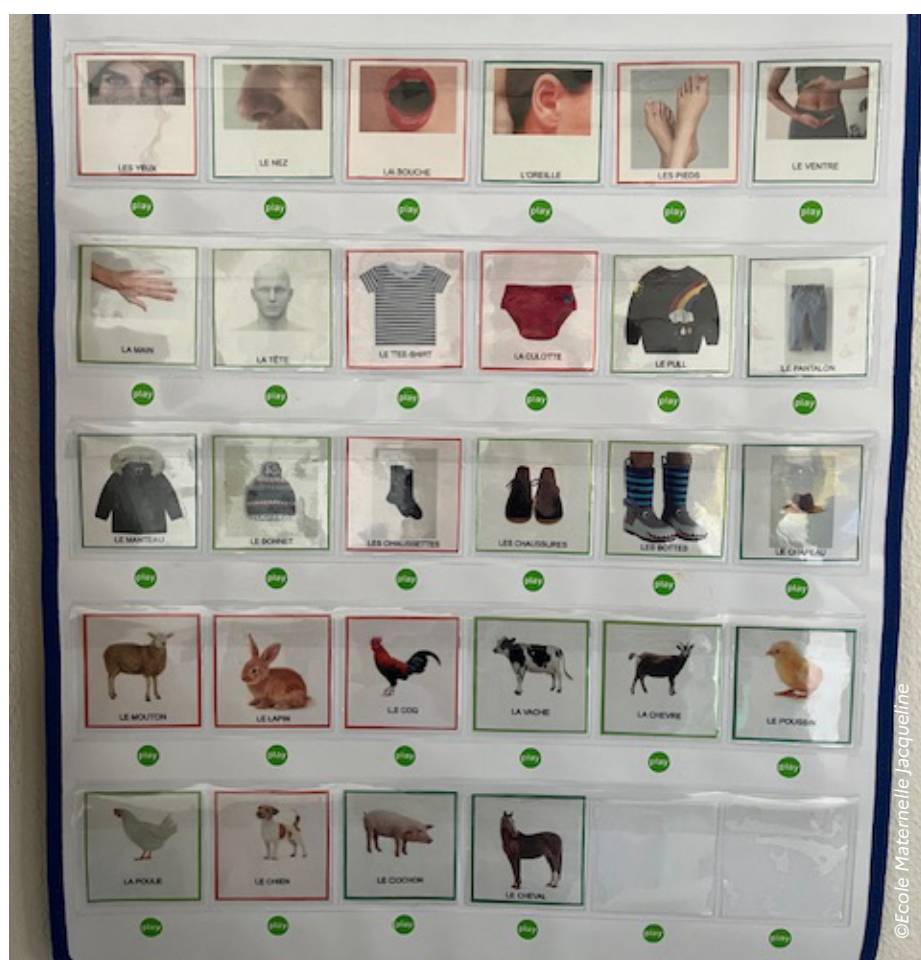 LES YEUX LE NEZ LA BOUCHE L'OREILLE LES PIEDS LE VENTRE
play play play play play play
LA MAIN LA TÊTE LE TEE-SHIRT LA CULOTTE LE PULL LE PANTALON
play play play play play play
LE MANTEAU LE BONNET LES CHAUSSETTES LES CHAUSSURES LES BOTTES LE CHAPEAU
play play play play play play
LE MOUTON LE LAPIN LE COQ LA VACHE LA CHEVRE LE POUSSIN
play play play play play play
LA POULE LE CHIEN LE COCHON LE CHEVAL
play play play play play play
©Ecole Maternelle Jacqueline